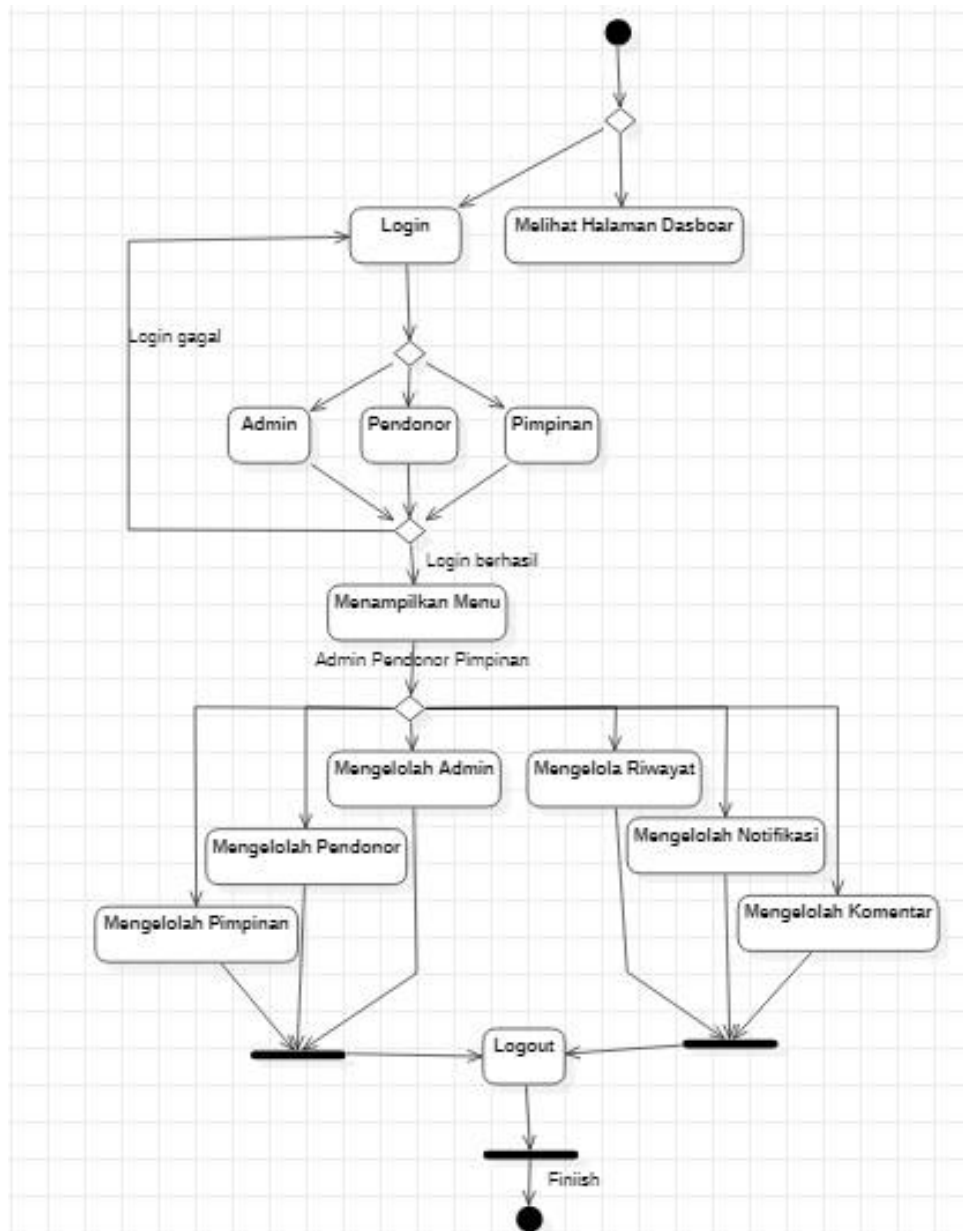 Login
Melihat Halaman Dasboar
Login gagal
Admin
Pendonor
Pimpinan
Login berhasil
Menampilkan Menu
Admin Pendonor Pimpinan
Mengelolah Admin
Mengelola Riwayat
Mengelolah Pendonor
Mengelolah Notifikasi
Mengelolah Pimpinan
Mengelolah Komentar
Logout
Finiish